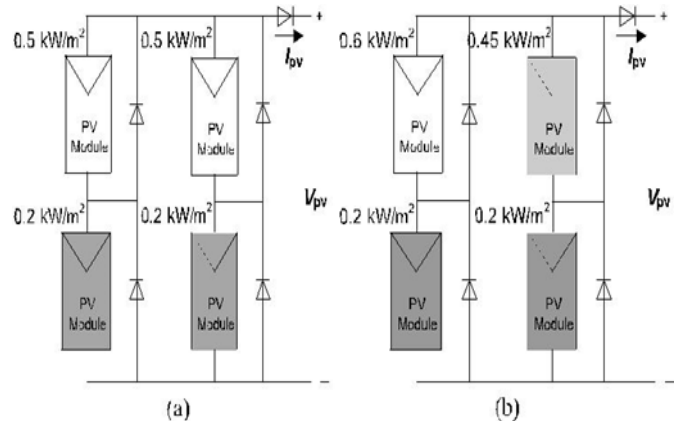 0.5 kW/m² 0.5 kW/m² +
I_pv
PV Module PV Module
V_pv
0.2 kW/m² 0.2 kW/m²
PV Module PV Module
−
(a)
0.6 kW/m² 0.45 kW/m² +
I_pv
PV Module PV Module
V_pv
0.2 kW/m² 0.2 kW/m²
PV Module PV Module
−
(b)